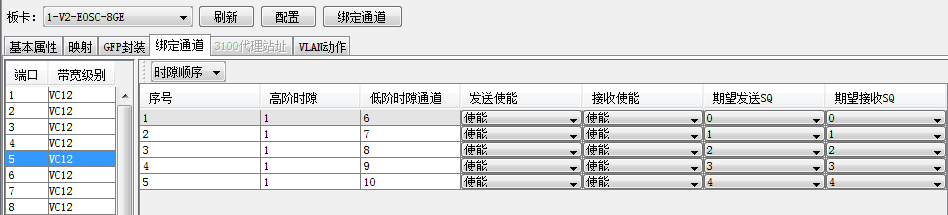 板卡: 1-V2-EOSC-8GE 刷新 配置 绑定通道
基本属性 映射 GFP封装 绑定通道 3100代理站址 VLAN动作
端口 带宽级别
1 VC12
2 VC12
3 VC12
4 VC12
5 VC12
6 VC12
7 VC12
8 VC12
时隙顺序
序号 高阶时隙 低阶时隙通道 发送使能 接收使能 期望发送SQ 期望接收SQ
1 1 6 使能 使能 0 0
2 1 7 使能 使能 1 1
3 1 8 使能 使能 2 2
4 1 9 使能 使能 3 3
5 1 10 使能 使能 4 4